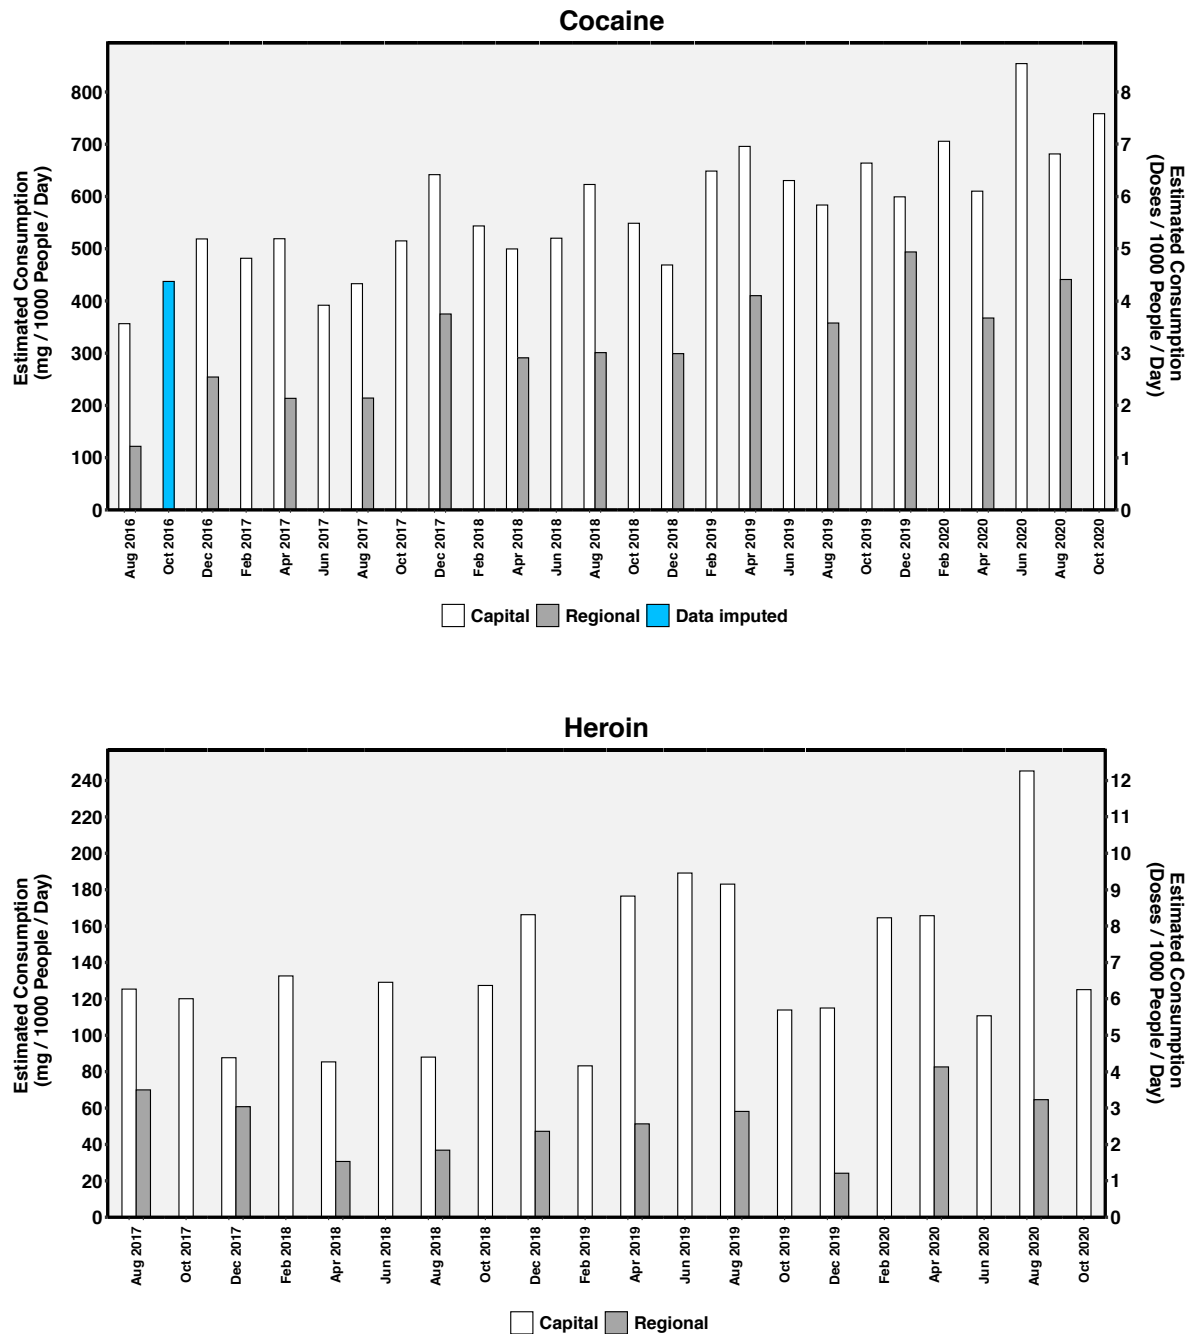 Cocaine
Estimated Consumption
(mg / 1000 People / Day)
800
700
600
500
400
300
200
100
0
8
7
6
5
4
3
2
1
0
Estimated Consumption
(Doses / 1000 People / Day)
Aug 2016
Oct 2016
Dec 2016
Feb 2017
Apr 2017
Jun 2017
Aug 2017
Oct 2017
Dec 2017
Feb 2018
Apr 2018
Jun 2018
Aug 2018
Oct 2018
Dec 2018
Feb 2019
Apr 2019
Jun 2019
Aug 2019
Oct 2019
Dec 2019
Feb 2020
Apr 2020
Jun 2020
Aug 2020
Oct 2020
Capital Regional Data imputed
Heroin
Estimated Consumption
(mg / 1000 People / Day)
240
220
200
180
160
140
120
100
80
60
40
20
0
12
11
10
9
8
7
6
5
4
3
2
1
0
Estimated Consumption
(Doses / 1000 People / Day)
Aug 2017
Oct 2017
Dec 2017
Feb 2018
Apr 2018
Jun 2018
Aug 2018
Oct 2018
Dec 2018
Feb 2019
Apr 2019
Jun 2019
Aug 2019
Oct 2019
Dec 2019
Feb 2020
Apr 2020
Jun 2020
Aug 2020
Oct 2020
Capital Regional